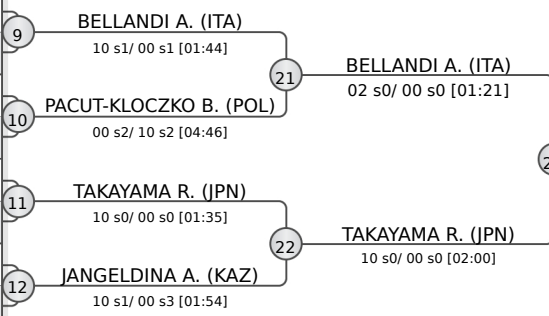 BELLANDI A. (ITA)
9
10 s1/ 00 s1 [01:44]
21
BELLANDI A. (ITA)
02 s0/ 00 s0 [01:21]
PACUT-KLOCZKO B. (POL)
10
00 s2/ 10 s2 [04:46]
TAKAYAMA R. (JPN)
11
10 s0/ 00 s0 [01:35]
22
TAKAYAMA R. (JPN)
10 s0/ 00 s0 [02:00]
JANGELDINA A. (KAZ)
12
10 s1/ 00 s3 [01:54]